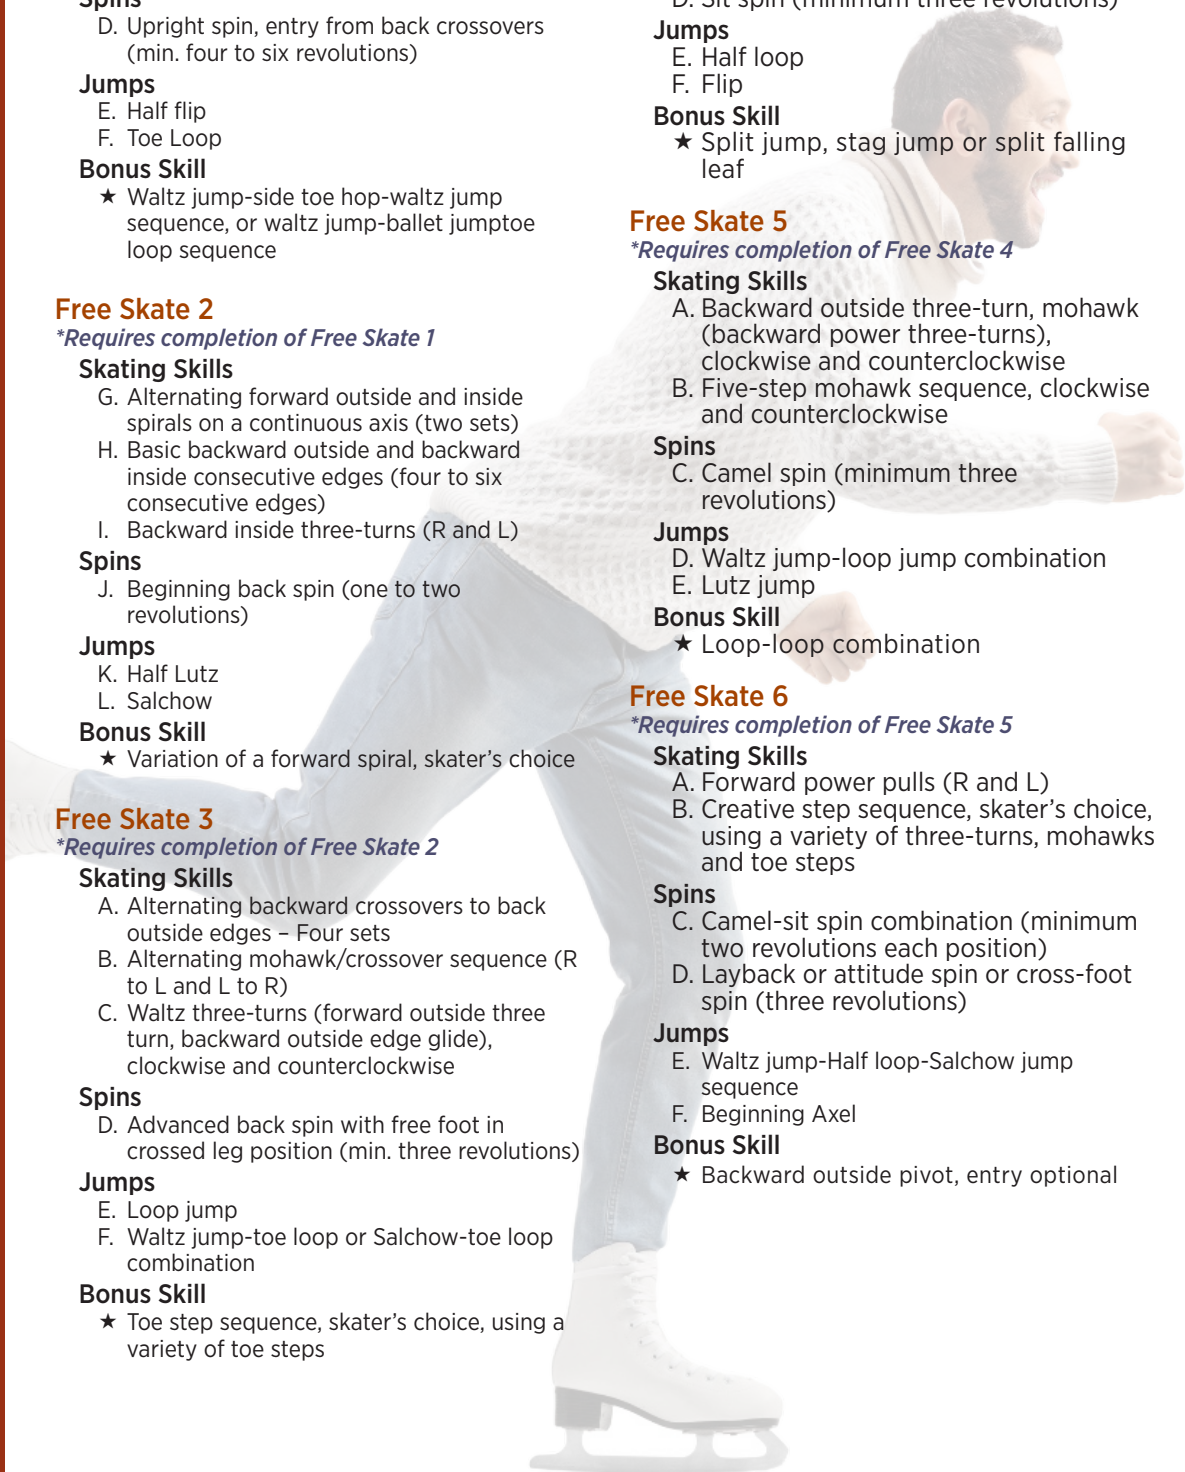 Spins
D. Upright spin, entry from back crossovers
(min. four to six revolutions)
Jumps
E. Half flip
F. Toe Loop
Bonus Skill
★ Waltz jump-side toe hop-waltz jump
sequence, or waltz jump-ballet jumptoe
loop sequence
Free Skate 2
*Requires completion of Free Skate 1
Skating Skills
G. Alternating forward outside and inside
spirals on a continuous axis (two sets)
H. Basic backward outside and backward
inside consecutive edges (four to six
consecutive edges)
I. Backward inside three-turns (R and L)
Spins
J. Beginning back spin (one to two
revolutions)
Jumps
K. Half Lutz
L. Salchow
Bonus Skill
★ Variation of a forward spiral, skater’s choice
Free Skate 3
*Requires completion of Free Skate 2
Skating Skills
A. Alternating backward crossovers to back
outside edges – Four sets
B. Alternating mohawk/crossover sequence (R
to L and L to R)
C. Waltz three-turns (forward outside three
turn, backward outside edge glide),
clockwise and counterclockwise
Spins
D. Advanced back spin with free foot in
crossed leg position (min. three revolutions)
Jumps
E. Loop jump
F. Waltz jump-toe loop or Salchow-toe loop
combination
Bonus Skill
★ Toe step sequence, skater’s choice, using a
variety of toe steps
D. Sit spin (minimum three revolutions)
Jumps
E. Half loop
F. Flip
Bonus Skill
★ Split jump, stag jump or split falling
leaf
Free Skate 5
*Requires completion of Free Skate 4
Skating Skills
A. Backward outside three-turn, mohawk
(backward power three-turns),
clockwise and counterclockwise
B. Five-step mohawk sequence, clockwise
and counterclockwise
Spins
C. Camel spin (minimum three
revolutions)
Jumps
D. Waltz jump-loop jump combination
E. Lutz jump
Bonus Skill
★ Loop-loop combination
Free Skate 6
*Requires completion of Free Skate 5
Skating Skills
A. Forward power pulls (R and L)
B. Creative step sequence, skater’s choice,
using a variety of three-turns, mohawks
and toe steps
Spins
C. Camel-sit spin combination (minimum
two revolutions each position)
D. Layback or attitude spin or cross-foot
spin (three revolutions)
Jumps
E. Waltz jump-Half loop-Salchow jump
sequence
F. Beginning Axel
Bonus Skill
★ Backward outside pivot, entry optional